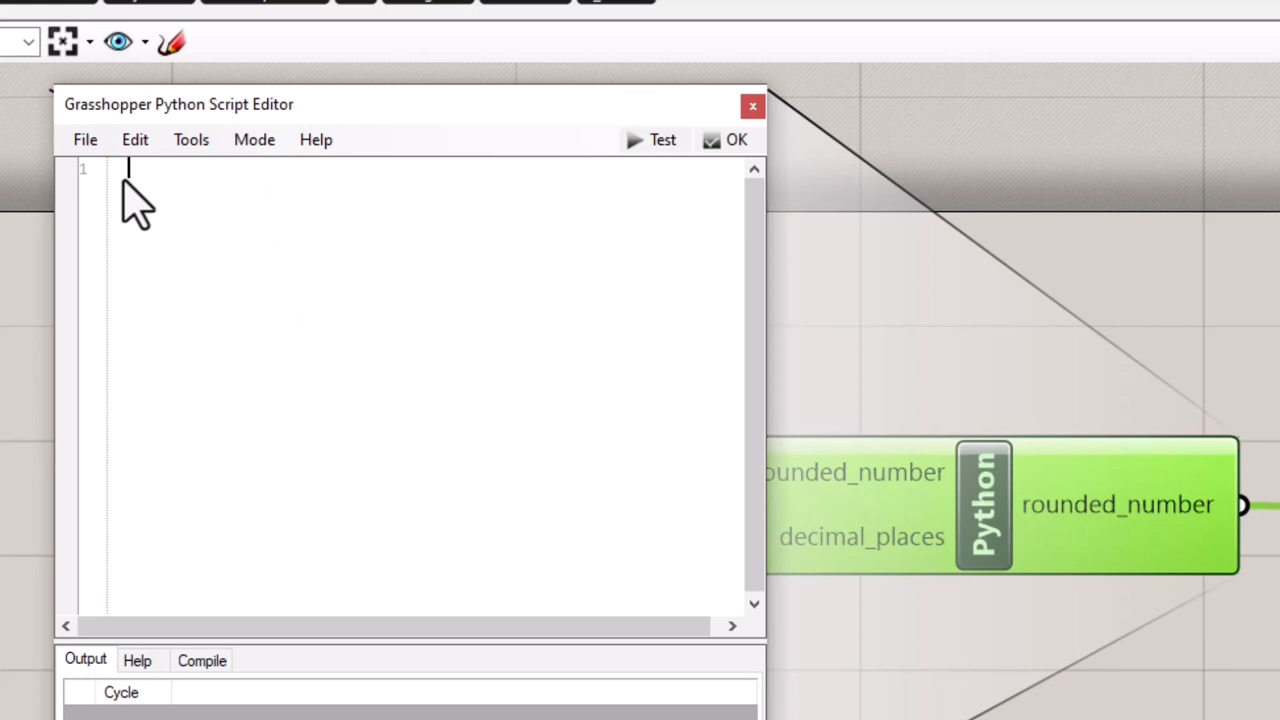 Grasshopper Python Script Editor
x
File Edit Tools Mode Help Test OK
1
rounded_number
decimal_places
Python
rounded_number
Output Help Compile
Cycle